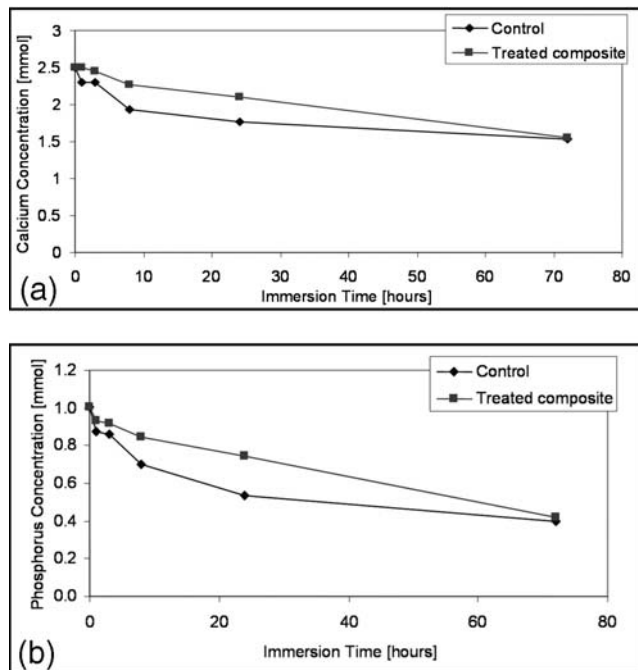 Control
Treated composite
Calcium Concentration [mmol]
3
2.5
2
1.5
1
0.5
0
0 10 20 30 40 50 60 70 80
Immersion Time [hours]
(a)
Control
Treated composite
Phosphorus Concentration [mmol]
1.2
1.0
0.8
0.6
0.4
0.2
0.0
0 20 40 60 80
Immersion Time [hours]
(b)